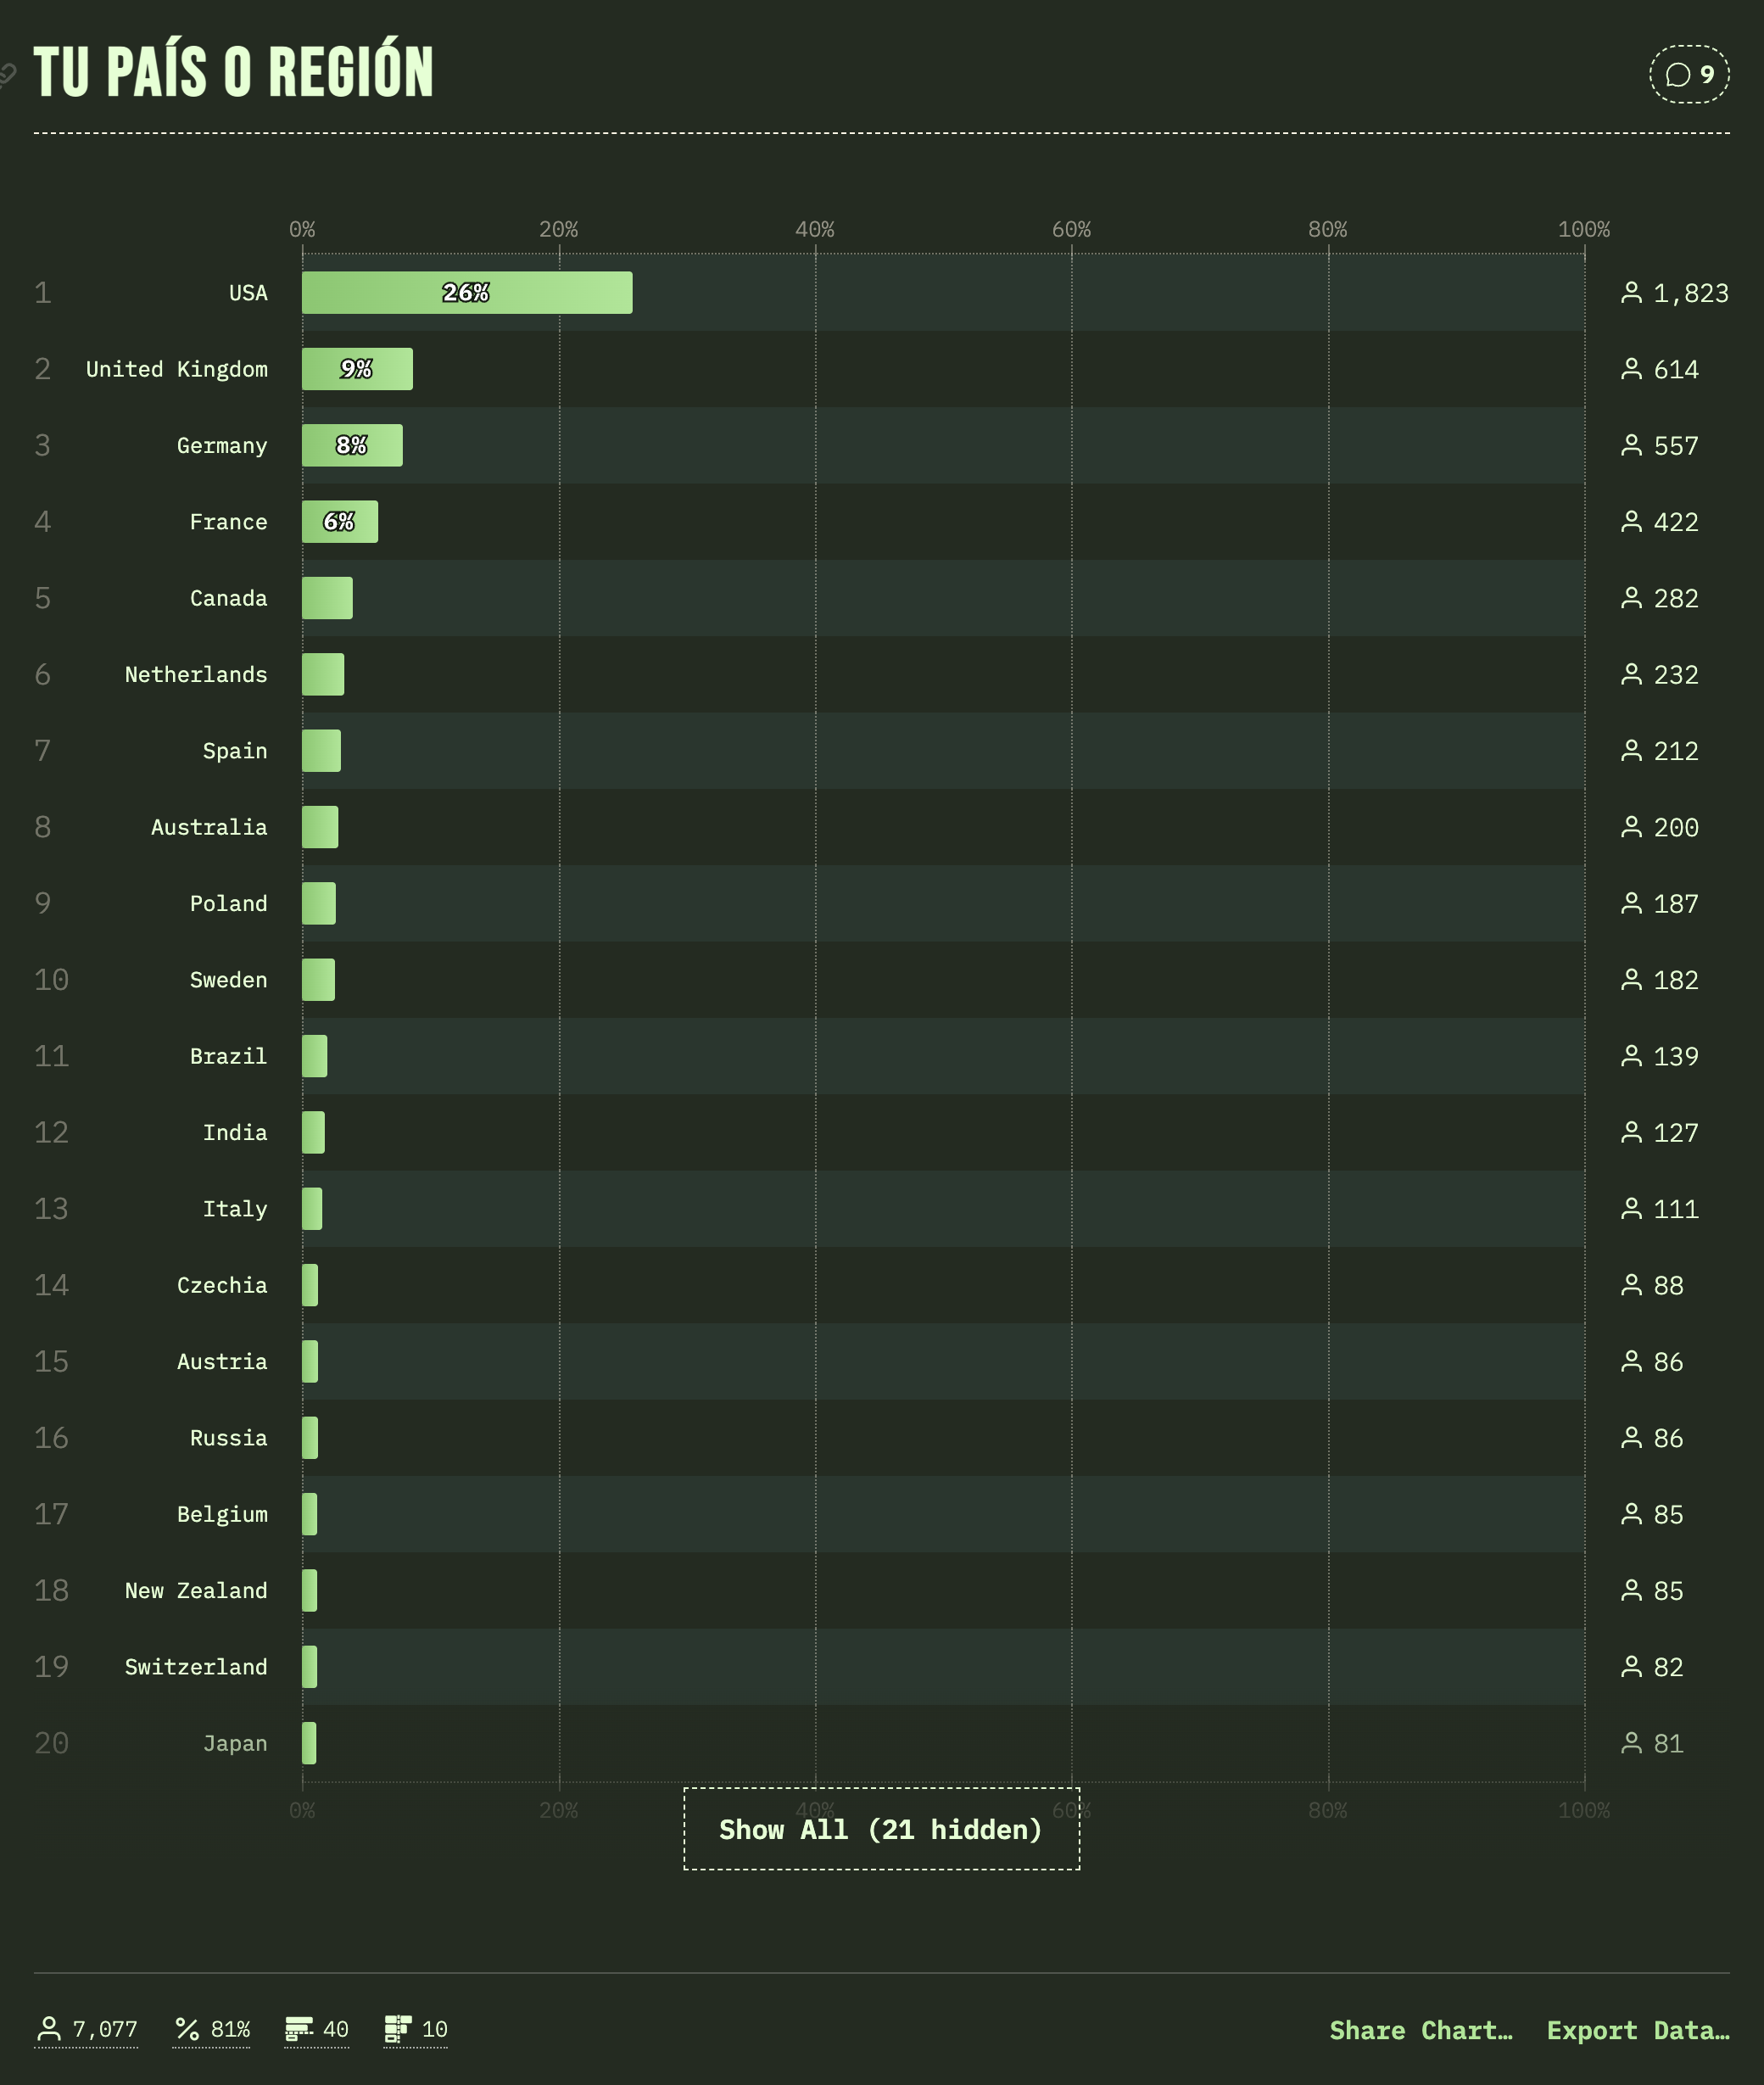 TU PAÍS O REGIÓN
9
0% 20% 40% 60% 80% 100%
1 USA 26% 1,823
2 United Kingdom 9% 614
3 Germany 8% 557
4 France 6% 422
5 Canada 282
6 Netherlands 232
7 Spain 212
8 Australia 200
9 Poland 187
10 Sweden 182
11 Brazil 139
12 India 127
13 Italy 111
14 Czechia 88
15 Austria 86
16 Russia 86
17 Belgium 85
18 New Zealand 85
19 Switzerland 82
20 Japan 81
0% 20% 40% 60% 80% 100%
Show All (21 hidden)
7,077 81% 40 10 Share Chart… Export Data…